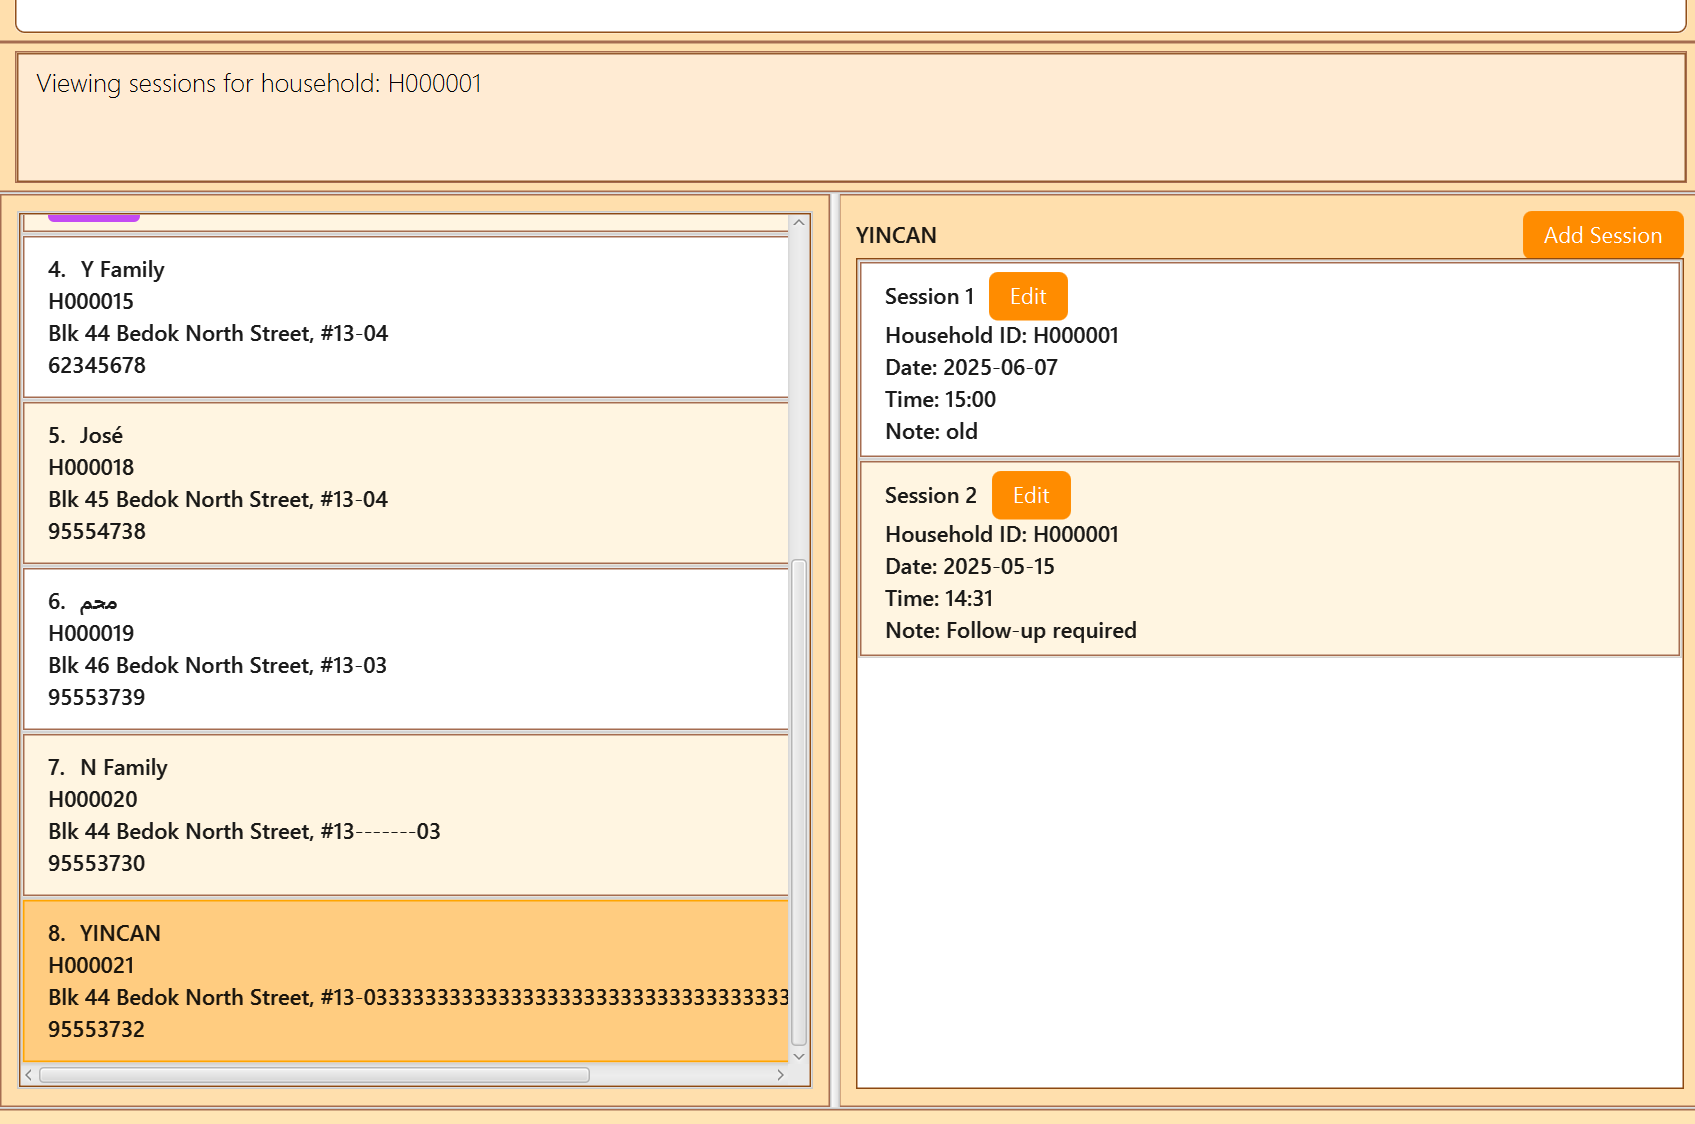 Viewing sessions for household: H000001
4. Y Family
H000015
Blk 44 Bedok North Street, #13-04
62345678
5. José
H000018
Blk 45 Bedok North Street, #13-04
95554738
6. محم
H000019
Blk 46 Bedok North Street, #13-03
95553739
7. N Family
H000020
Blk 44 Bedok North Street, #13-------03
95553730
8. YINCAN
H000021
Blk 44 Bedok North Street, #13-0333333333333333333333333333333333
95553732
YINCAN
Add Session
Session 1 Edit
Household ID: H000001
Date: 2025-06-07
Time: 15:00
Note: old
Session 2 Edit
Household ID: H000001
Date: 2025-05-15
Time: 14:31
Note: Follow-up required